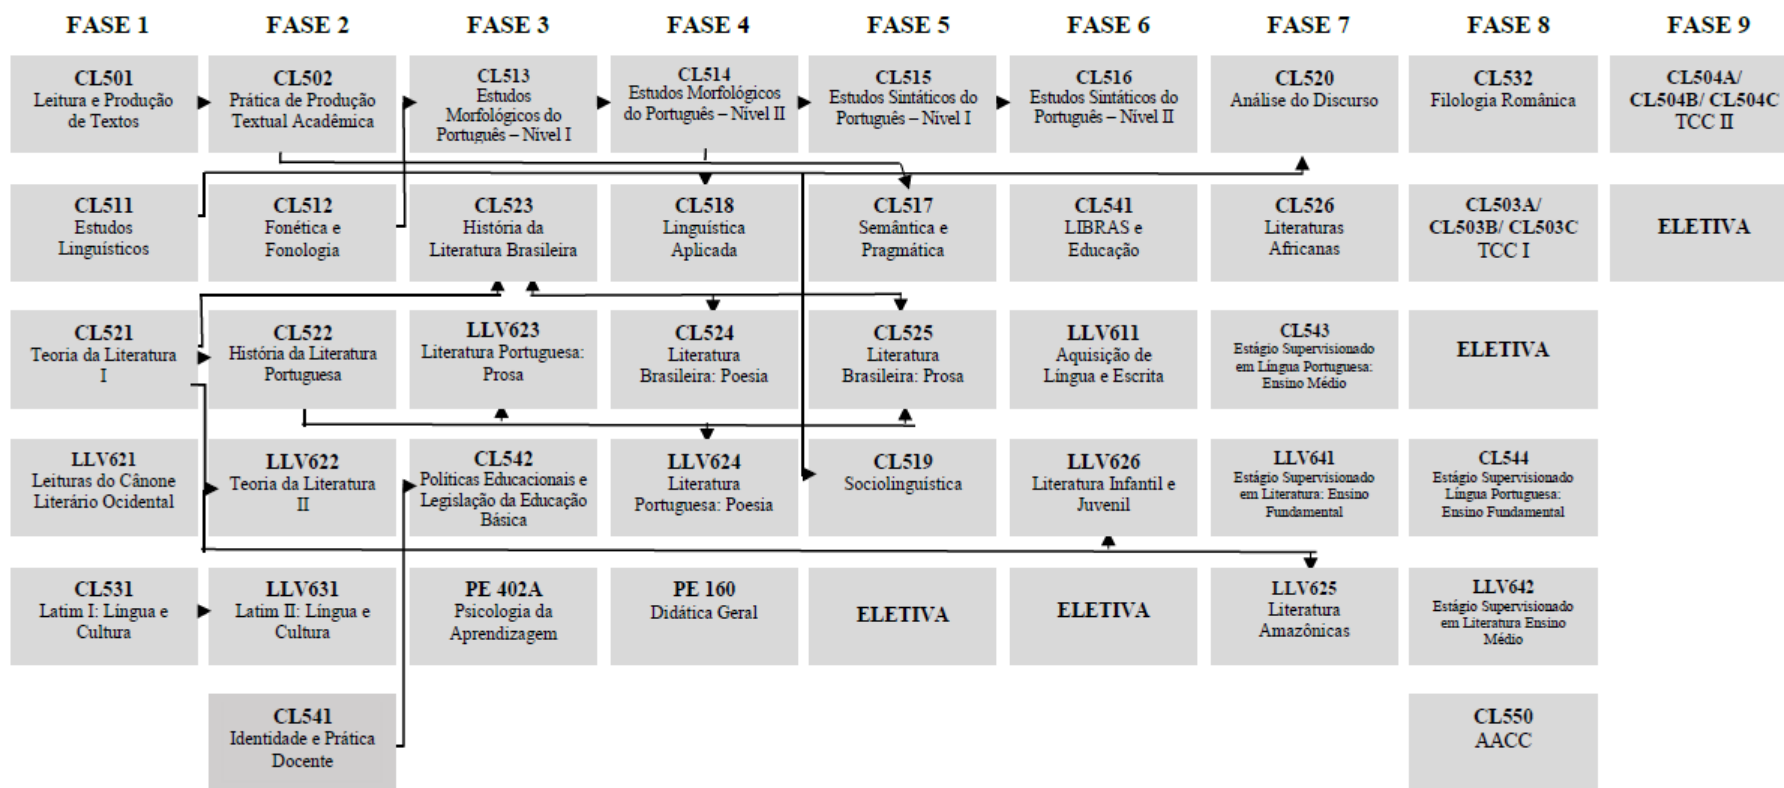 FASE 1
FASE 2
FASE 3
FASE 4
FASE 5
FASE 6
FASE 7
FASE 8
FASE 9
CL501
Leitura e Produção
de Textos
CL502
Prática de Produção
Textual Acadêmica
CL513
Estudos
Morfológicos do
Português – Nível I
CL514
Estudos Morfológicos
do Português – Nível II
CL515
Estudos Sintáticos do
Português – Nível I
CL516
Estudos Sintáticos do
Português – Nível II
CL520
Análise do Discurso
CL532
Filologia Românica
CL504A/
CL504B/ CL504C
TCC II
CL511
Estudos
Linguísticos
CL512
Fonética e
Fonologia
CL523
História da
Literatura Brasileira
CL518
Linguística
Aplicada
CL517
Semântica e
Pragmática
CL541
LIBRAS e
Educação
CL526
Literaturas
Africanas
CL503A/
CL503B/ CL503C
TCC I
ELETIVA
CL521
Teoria da Literatura
I
CL522
História da Literatura
Portuguesa
LLV623
Literatura Portuguesa:
Prosa
CL524
Literatura
Brasileira: Poesia
CL525
Literatura
Brasileira: Prosa
LLV611
Aquisição de
Língua e Escrita
CL543
Estágio Supervisionado
em Língua Portuguesa:
Ensino Médio
ELETIVA
LLV621
Leituras do Cânone
Literário Ocidental
LLV622
Teoria da Literatura
II
CL542
Políticas Educacionais e
Legislação da Educação
Básica
LLV624
Literatura
Portuguesa: Poesia
CL519
Sociolinguística
LLV626
Literatura Infantil e
Juvenil
LLV641
Estágio Supervisionado
em Literatura: Ensino
Fundamental
CL544
Estágio Supervisionado
Língua Portuguesa:
Ensino Fundamental
CL531
Latim I: Língua e
Cultura
LLV631
Latim II: Língua e
Cultura
PE 402A
Psicologia da
Aprendizagem
PE 160
Didática Geral
ELETIVA
ELETIVA
LLV625
Literatura
Amazônicas
LLV642
Estágio Supervisionado
em Literatura Ensino
Médio
CL541
Identidade e Prática
Docente
CL550
AACC